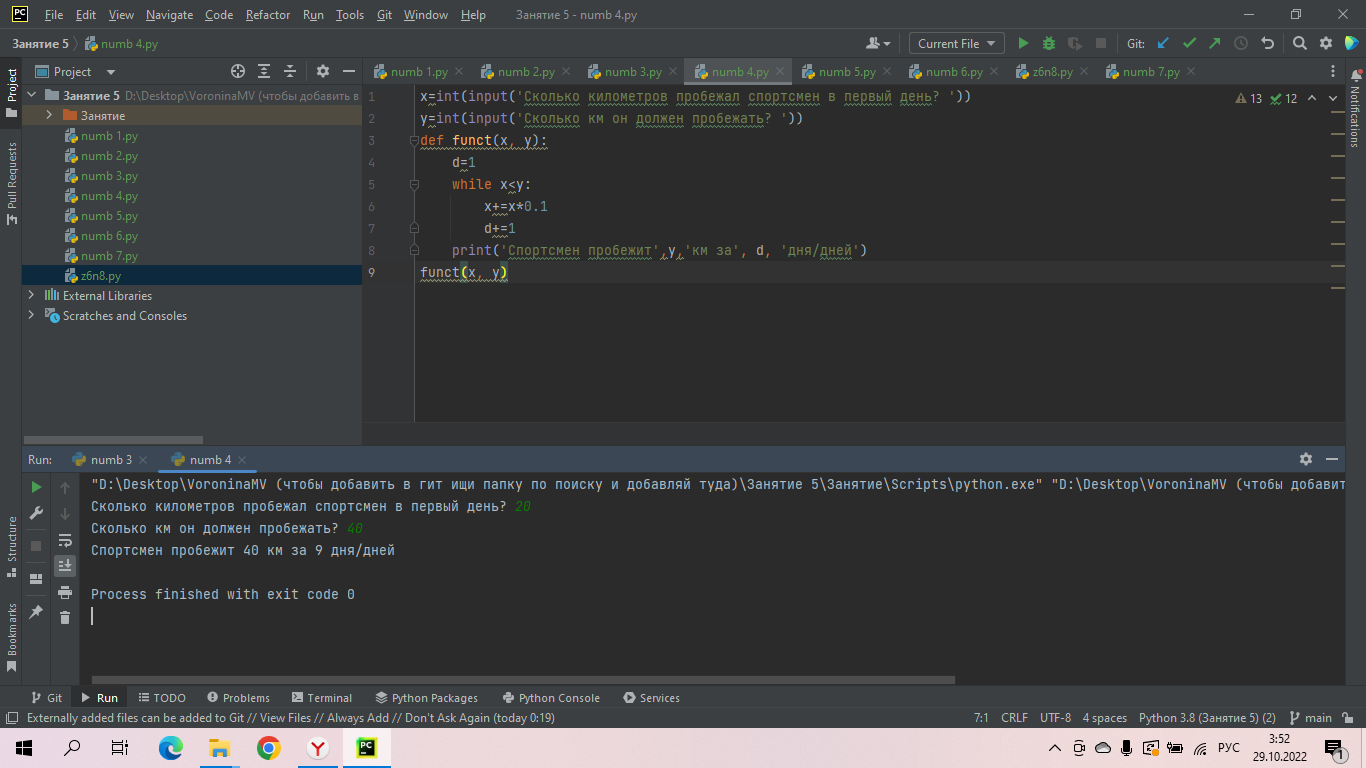 PC File Edit View Navigate Code Refactor Run Tools Git Window Help Занятие 5 - numb 4.py
Занятие 5 numb 4.py Current File Git:
Project numb 1.py numb 2.py numb 3.py numb 4.py numb 5.py numb 6.py z6n8.py numb 7.py
Project
Pull Requests
Structure
Bookmarks
Notifications
Занятие 5 D:\Desktop\VoroninaMV (чтобы добавить в
Занятие
numb 1.py
numb 2.py
numb 3.py
numb 4.py
numb 5.py
numb 6.py
numb 7.py
z6n8.py
External Libraries
Scratches and Consoles
1 x=int(input('Сколько километров пробежал спортсмен в первый день? '))
2 y=int(input('Сколько км он должен пробежать? '))
3 def funct(x, y):
4 d=1
5 while x<y:
6 x+=x*0.1
7 d+=1
8 print('Спортсмен пробежит',y,'км за', d, 'дня/дней')
9 funct(x, y)
13 12
Run: numb 3 numb 4
"D:\Desktop\VoroninaMV (чтобы добавить в гит ищи папку по поиску и добавляй туда)\Занятие 5\Занятие\Scripts\python.exe" "D:\Desktop\VoroninaMV (чтобы добавит
Сколько километров пробежал спортсмен в первый день? 20
Сколько км он должен пробежать? 40
Спортсмен пробежит 40 км за 9 дня/дней
Process finished with exit code 0
Git Run TODO Problems Terminal Python Packages Python Console Services
Externally added files can be added to Git // View Files // Always Add // Don't Ask Again (today 0:19) 7:1 CRLF UTF-8 4 spaces Python 3.8 (Занятие 5) (2) main
PC РУС 3:52
29.10.2022 1